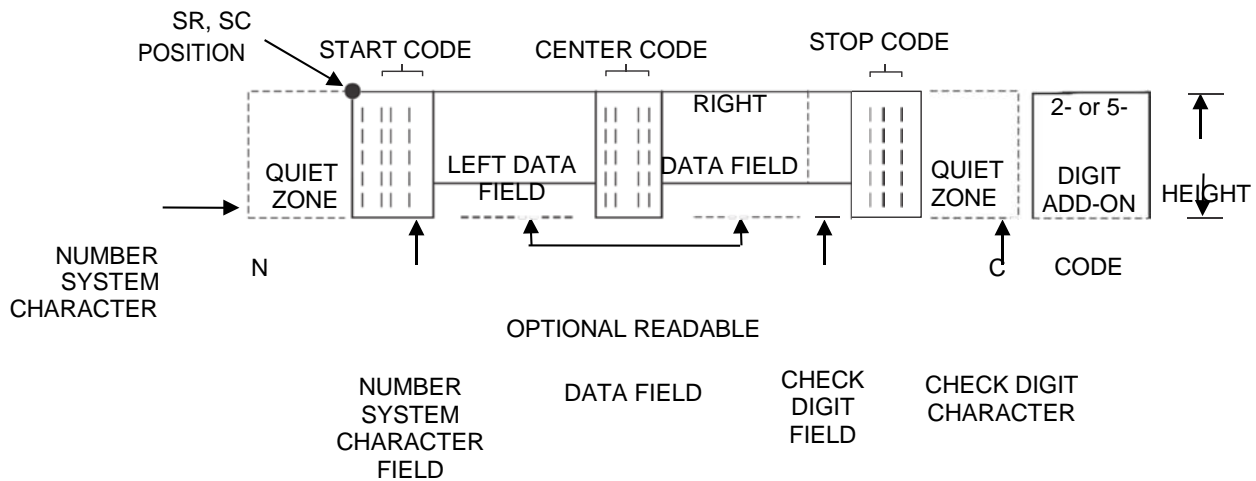 SR, SC
POSITION
START CODE
CENTER CODE
STOP CODE
QUIET
ZONE
LEFT DATA
FIELD
RIGHT
DATA FIELD
QUIET
ZONE
2- or 5-
DIGIT
ADD-ON
CODE
HEIGHT
NUMBER
SYSTEM
CHARACTER
N
C
OPTIONAL READABLE
DATA FIELD
NUMBER
SYSTEM
CHARACTER
FIELD
CHECK
DIGIT
FIELD
CHECK DIGIT
CHARACTER